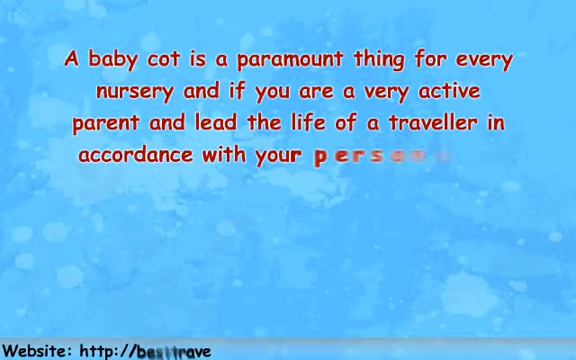 A baby cot is a paramount thing for every
nursery and if you are a very active
parent and lead the life of a traveller in
accordance with your
Website: http://besttrave